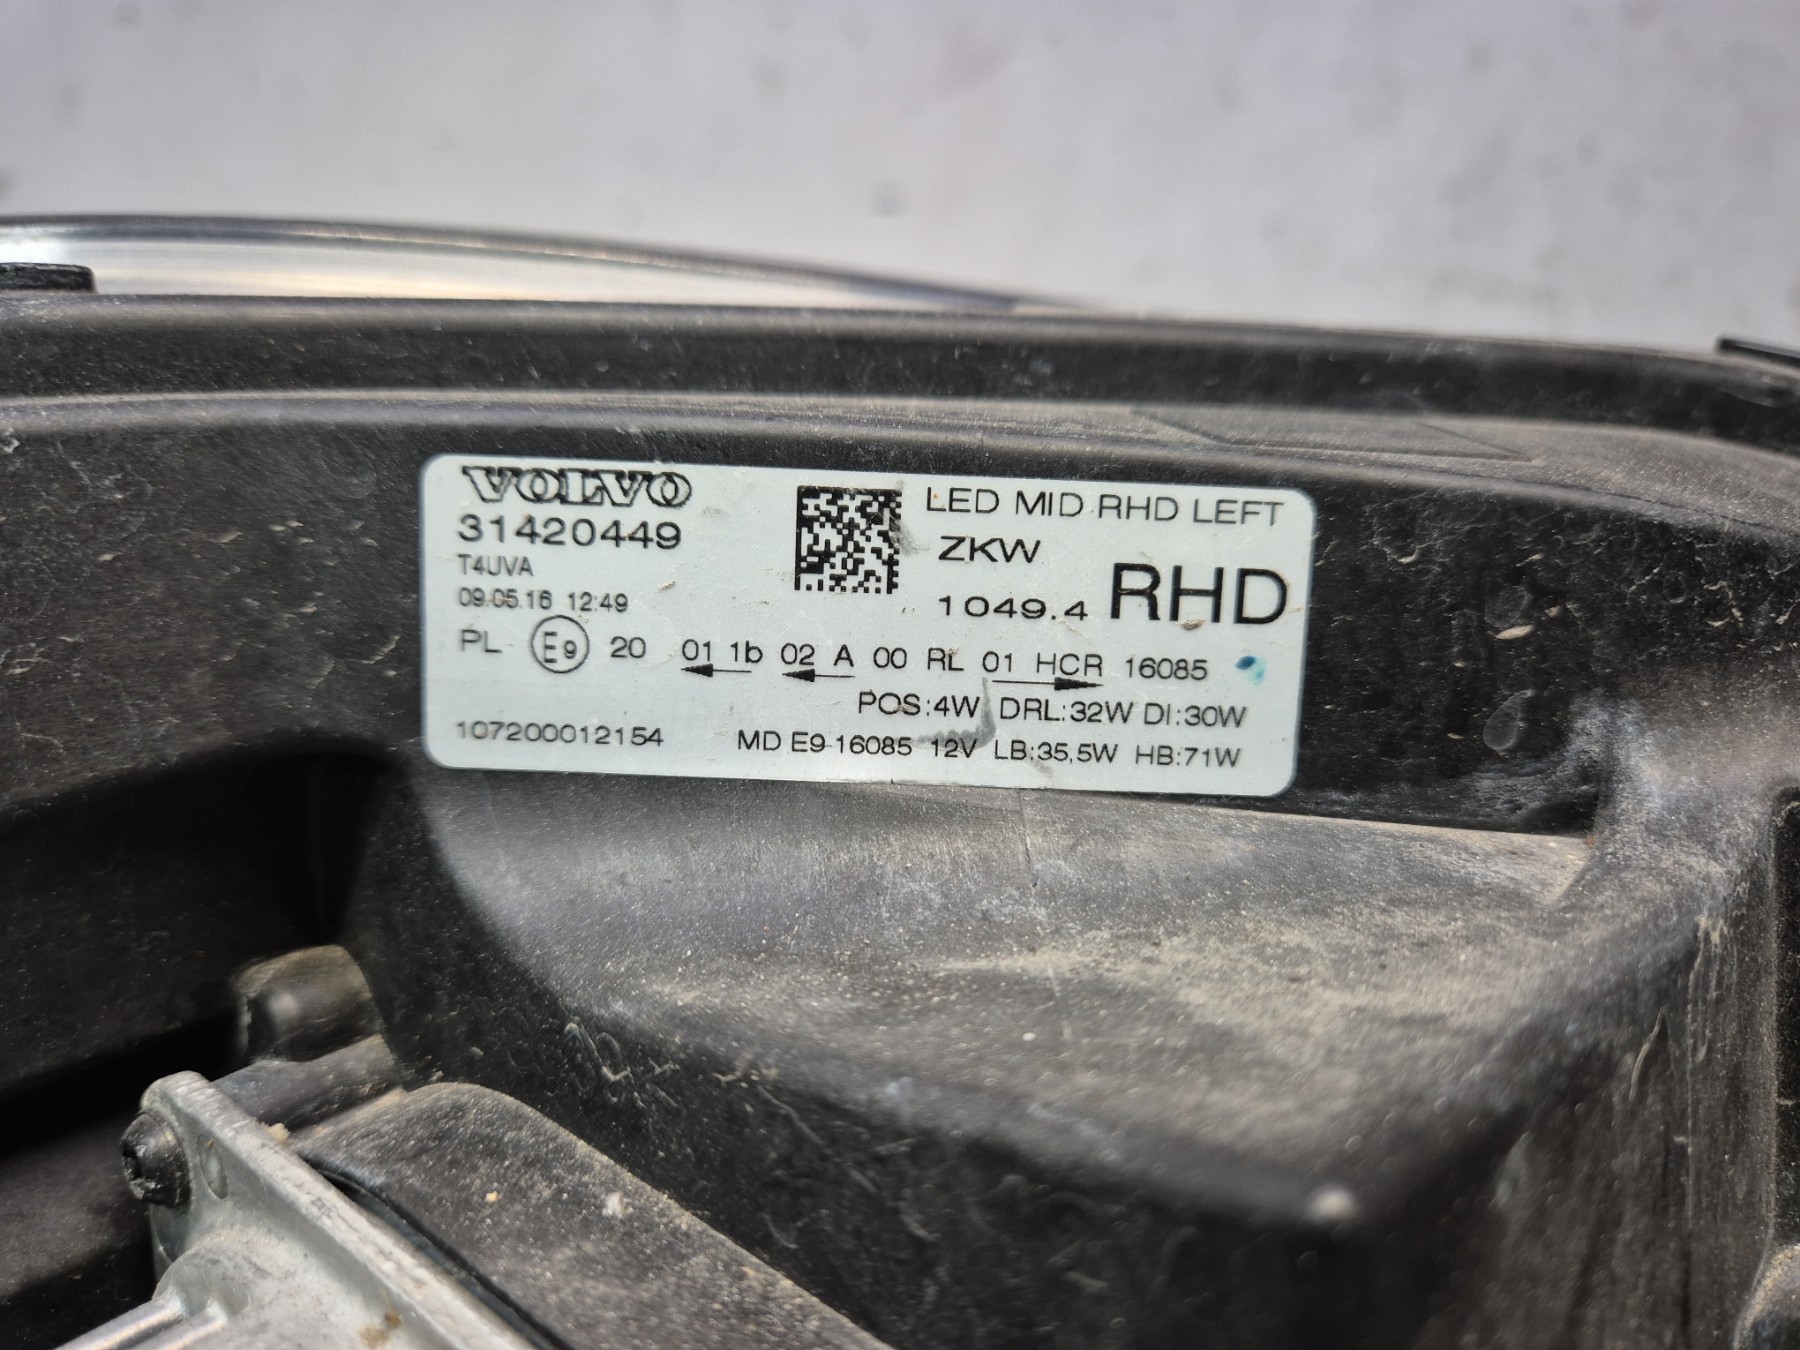 VOLVO
31420449
T4UVA
09.05.16 12:49
LED MID RHD LEFT
ZKW
1049.4 RHD
PL E9 20 01 1b 02 A 00 RL 01 HCR 16085
POS:4W DRL:32W DI:30W
107200012154 MD E9 16085 12V LB:35,5W HB:71W